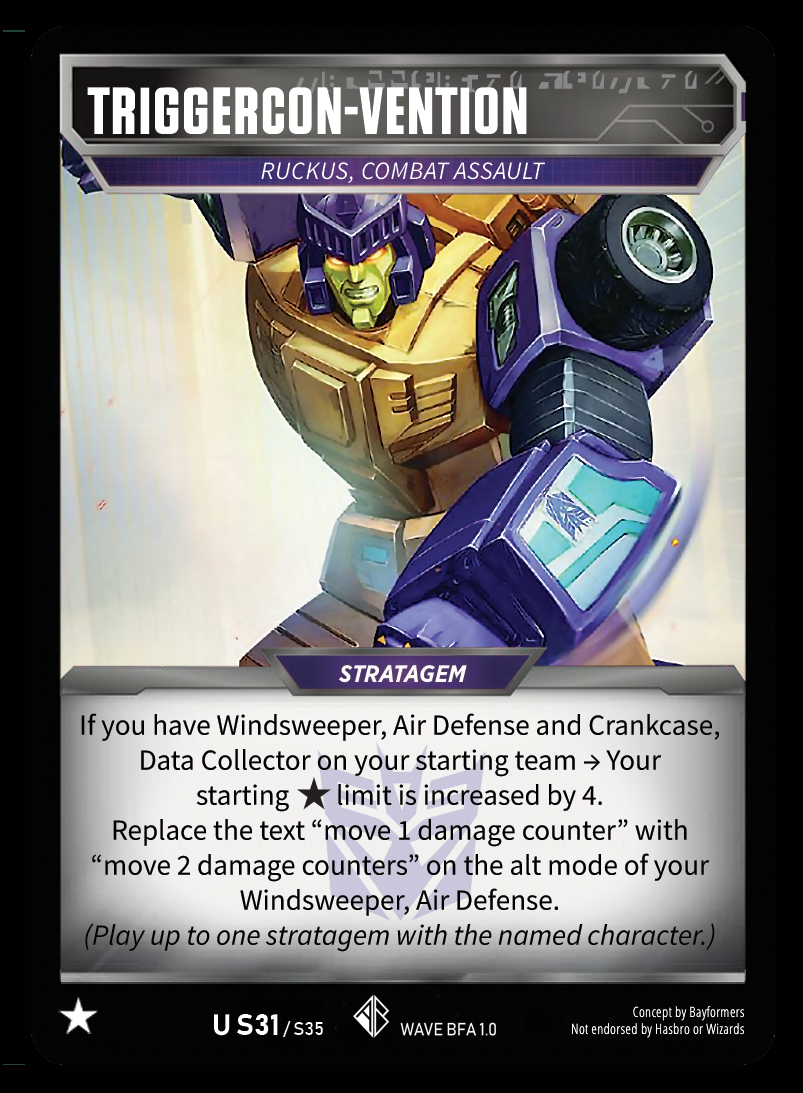 TRIGGERCON-VENTION
RUCKUS, COMBAT ASSAULT
STRATAGEM
If you have Windsweeper, Air Defense and Crankcase,
Data Collector on your starting team → Your
starting ★ limit is increased by 4.
Replace the text “move 1 damage counter” with
“move 2 damage counters” on the alt mode of your
Windsweeper, Air Defense.
(Play up to one stratagem with the named character.)
U S31 / S35
WAVE BFA 1.0
Concept by Bayformers
Not endorsed by Hasbro or Wizards